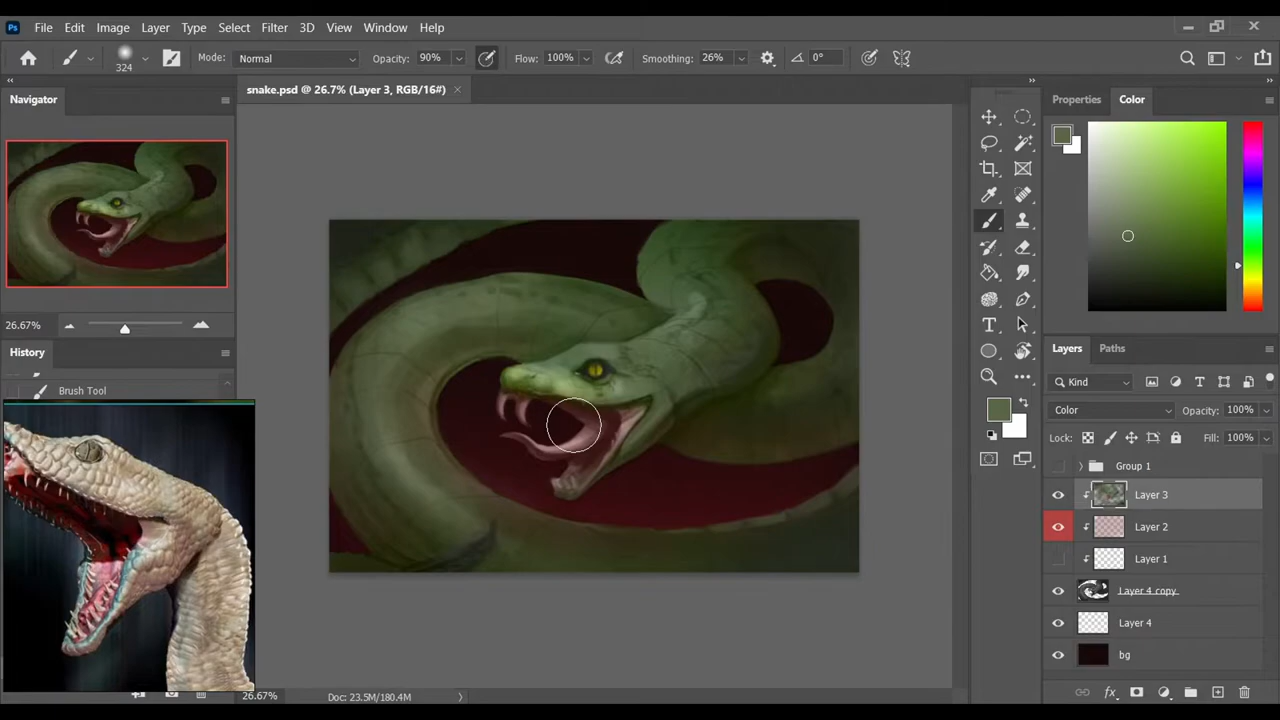 Ps File Edit Image Layer Type Select Filter 3D View Window Help
324 Mode: Normal Opacity: 90% Flow: 100% Smoothing: 26% 0°
snake.psd @ 26.7% (Layer 3, RGB/16#)
Navigator
26.67%
History
Brush Tool
Properties Color
Layers Paths
Kind
Color Opacity: 100%
Lock: Fill: 100%
Group 1
Layer 3
Layer 2
Layer 1
Layer 4 copy
Layer 4
bg
fx
26.67% Doc: 23.5M/180.4M